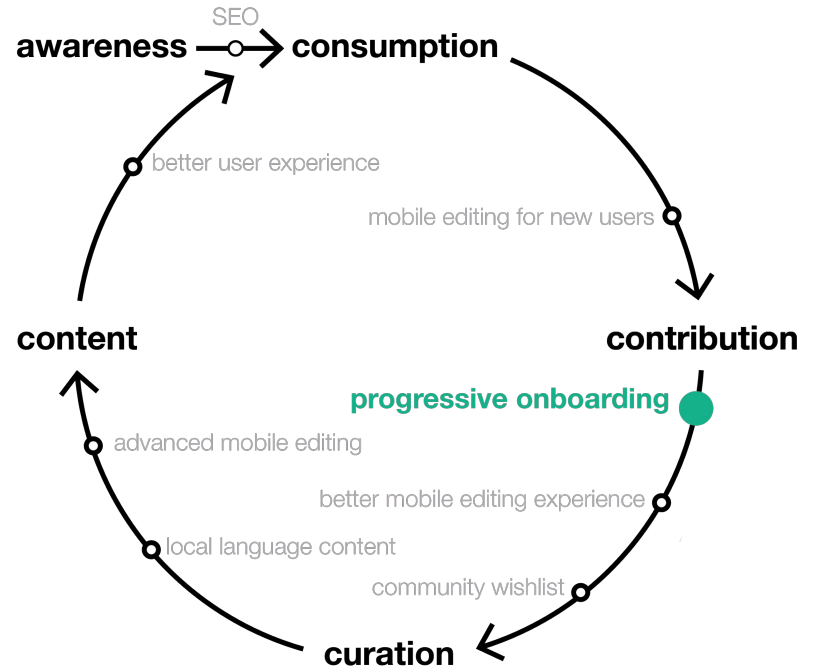 SEO
awareness
consumption
better user experience
mobile editing for new users
content
contribution
progressive onboarding
advanced mobile editing
better mobile editing experience
local language content
community wishlist
curation